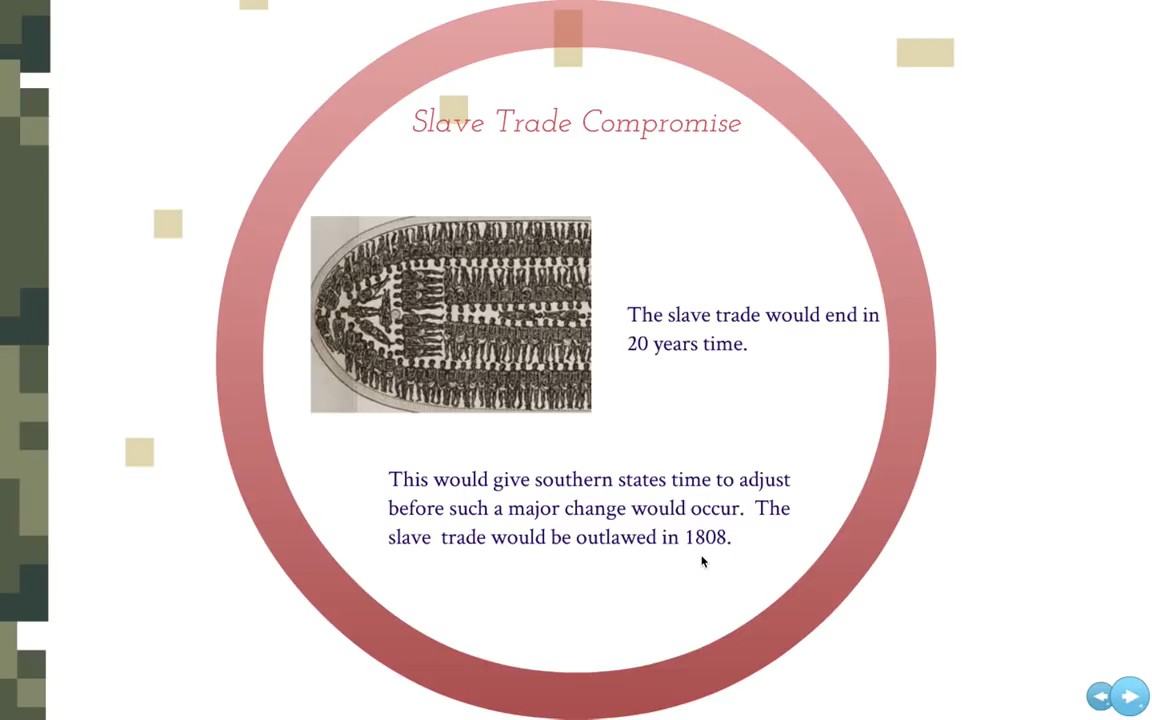 Slave Trade Compromise
The slave trade would end in
20 years time.
This would give southern states time to adjust
before such a major change would occur.  The
slave  trade would be outlawed in 1808.